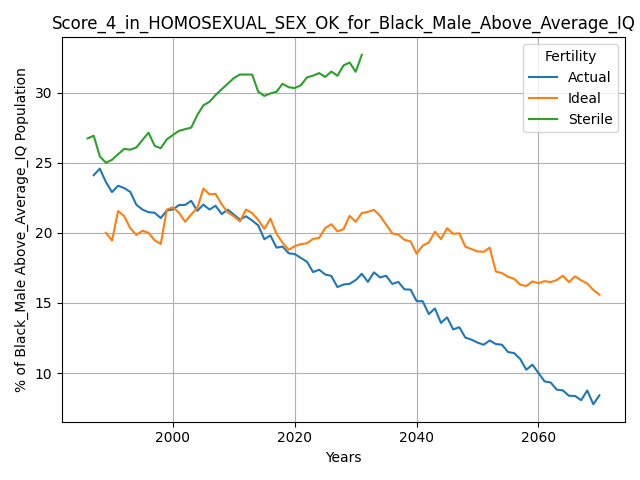 Score_4_in_HOMOSEXUAL_SEX_OK_for_Black_Male_Above_Average_IQ
% of Black_Male Above_Average_IQ Population
30
25
20
15
10
Fertility
Actual
Ideal
Sterile
2000
2020
2040
2060
Years